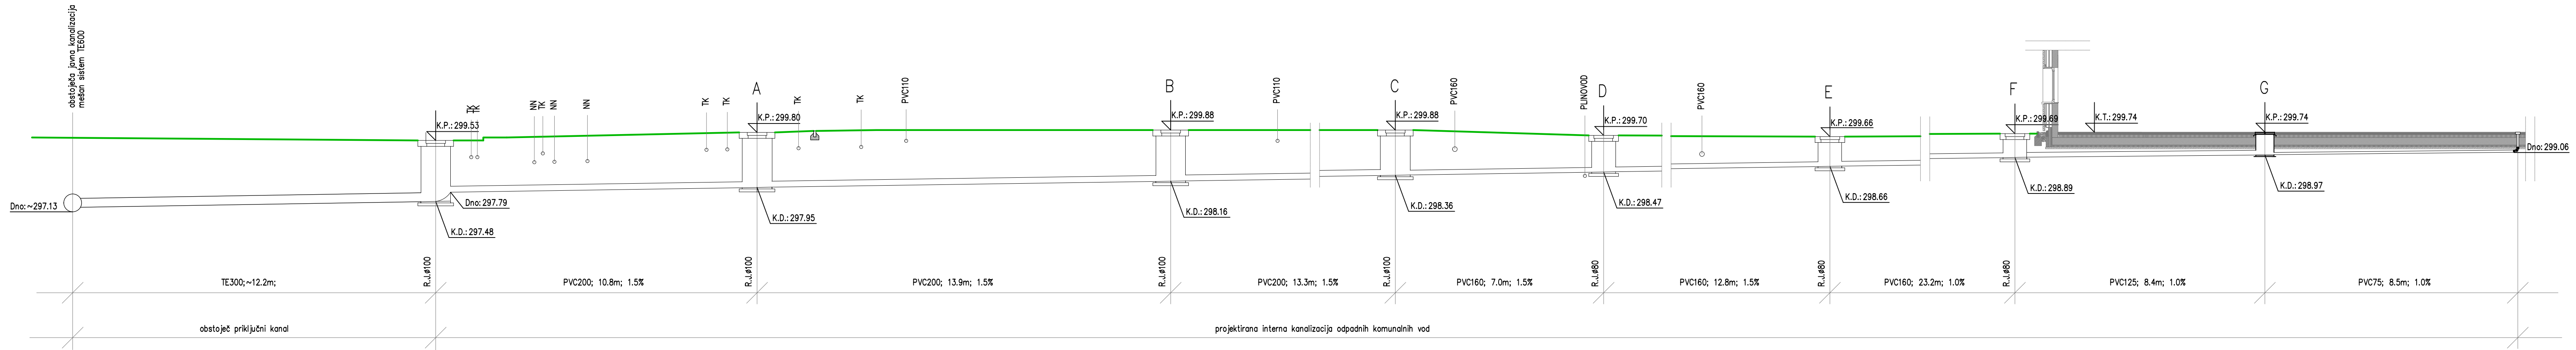 obstoječa javna kanalizacija
mešan sistem TE600
K.P.: 299.53
TK
TK
NN
TK
NN
NN
TK
TK
A
K.P.: 299.80
TK
TK
PVC110
B
K.P.: 299.88
PVC110
C
K.P.: 299.88
PVC160
PLINOVOD
D
K.P.: 299.70
PVC160
E
K.P.: 299.66
F
K.P.: 299.69
K.T.: 299.74
G
K.P.: 299.74
Dno: 299.06
Dno:~297.13
Dno: 297.79
K.D.: 297.48
K.D.: 297.95
K.D.: 298.16
K.D.: 298.36
K.D.: 298.47
K.D.: 298.66
K.D.: 298.89
K.D.: 298.97
R.J.ø100
R.J.ø100
R.J.ø100
R.J.ø100
R.J.ø80
R.J.ø80
R.J.ø80
TE300;~12.2m;
PVC200; 10.8m; 1.5%
PVC200; 13.9m; 1.5%
PVC200; 13.3m; 1.5%
PVC160; 7.0m; 1.5%
PVC160; 12.8m; 1.5%
PVC160; 23.2m; 1.0%
PVC125; 8.4m; 1.0%
PVC75; 8.5m; 1.0%
obstoječ priključni kanal
projektirana interna kanalizacija odpadnih komunalnih vod